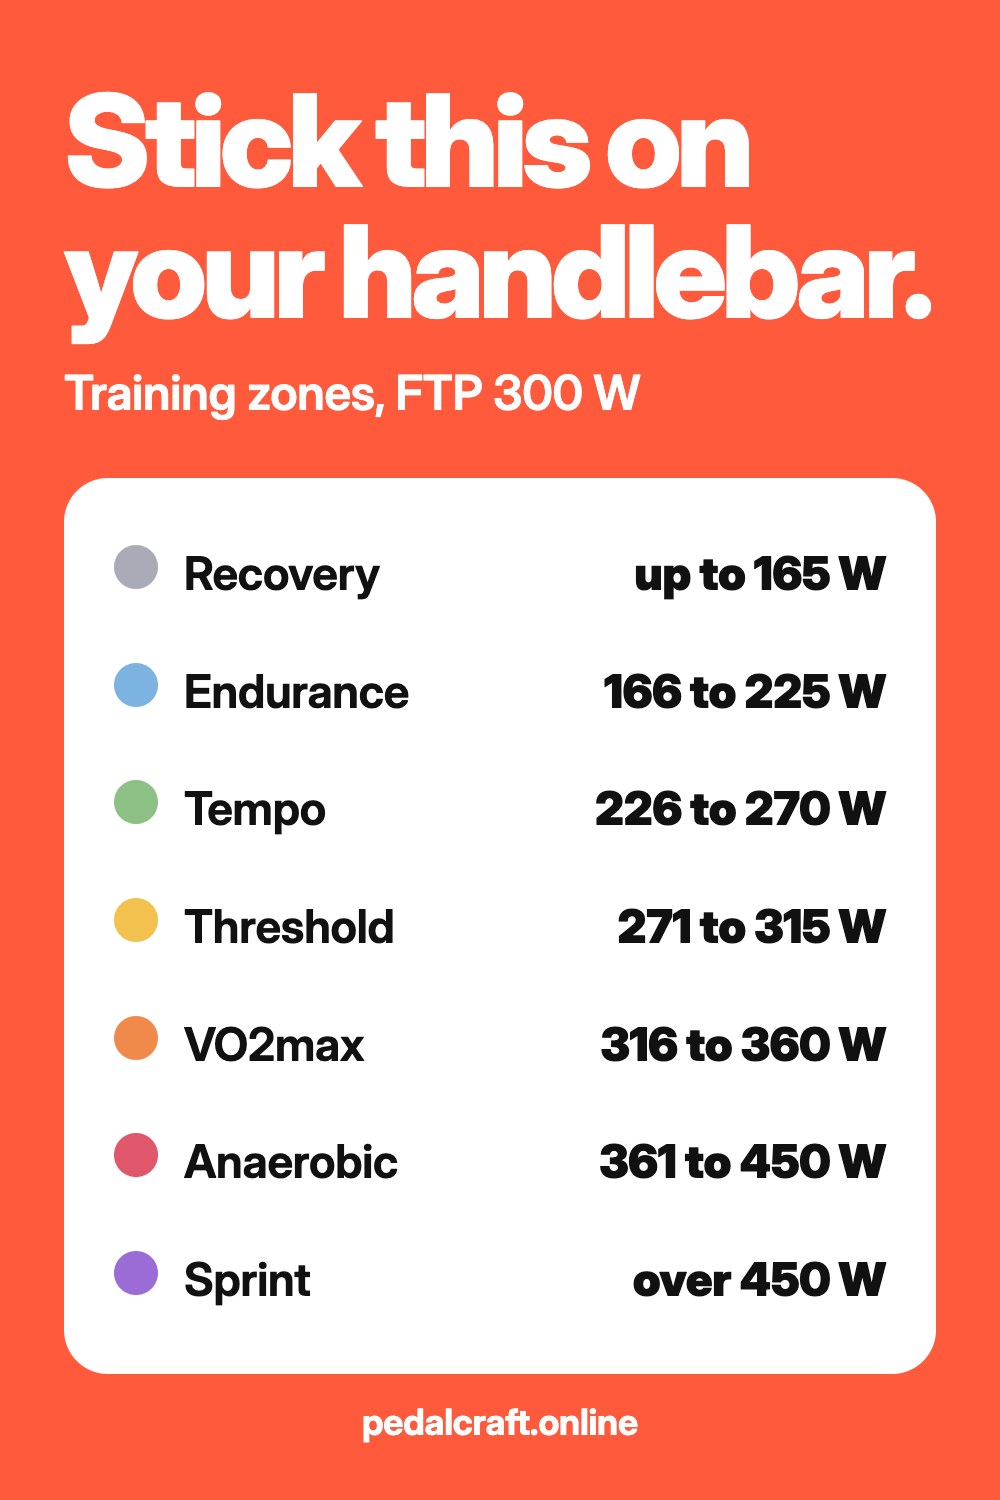 Stick this on
your handlebar.
Training zones, FTP 300 W
Recovery up to 165 W
Endurance 166 to 225 W
Tempo 226 to 270 W
Threshold 271 to 315 W
VO2max 316 to 360 W
Anaerobic 361 to 450 W
Sprint over 450 W
pedalcraft.online